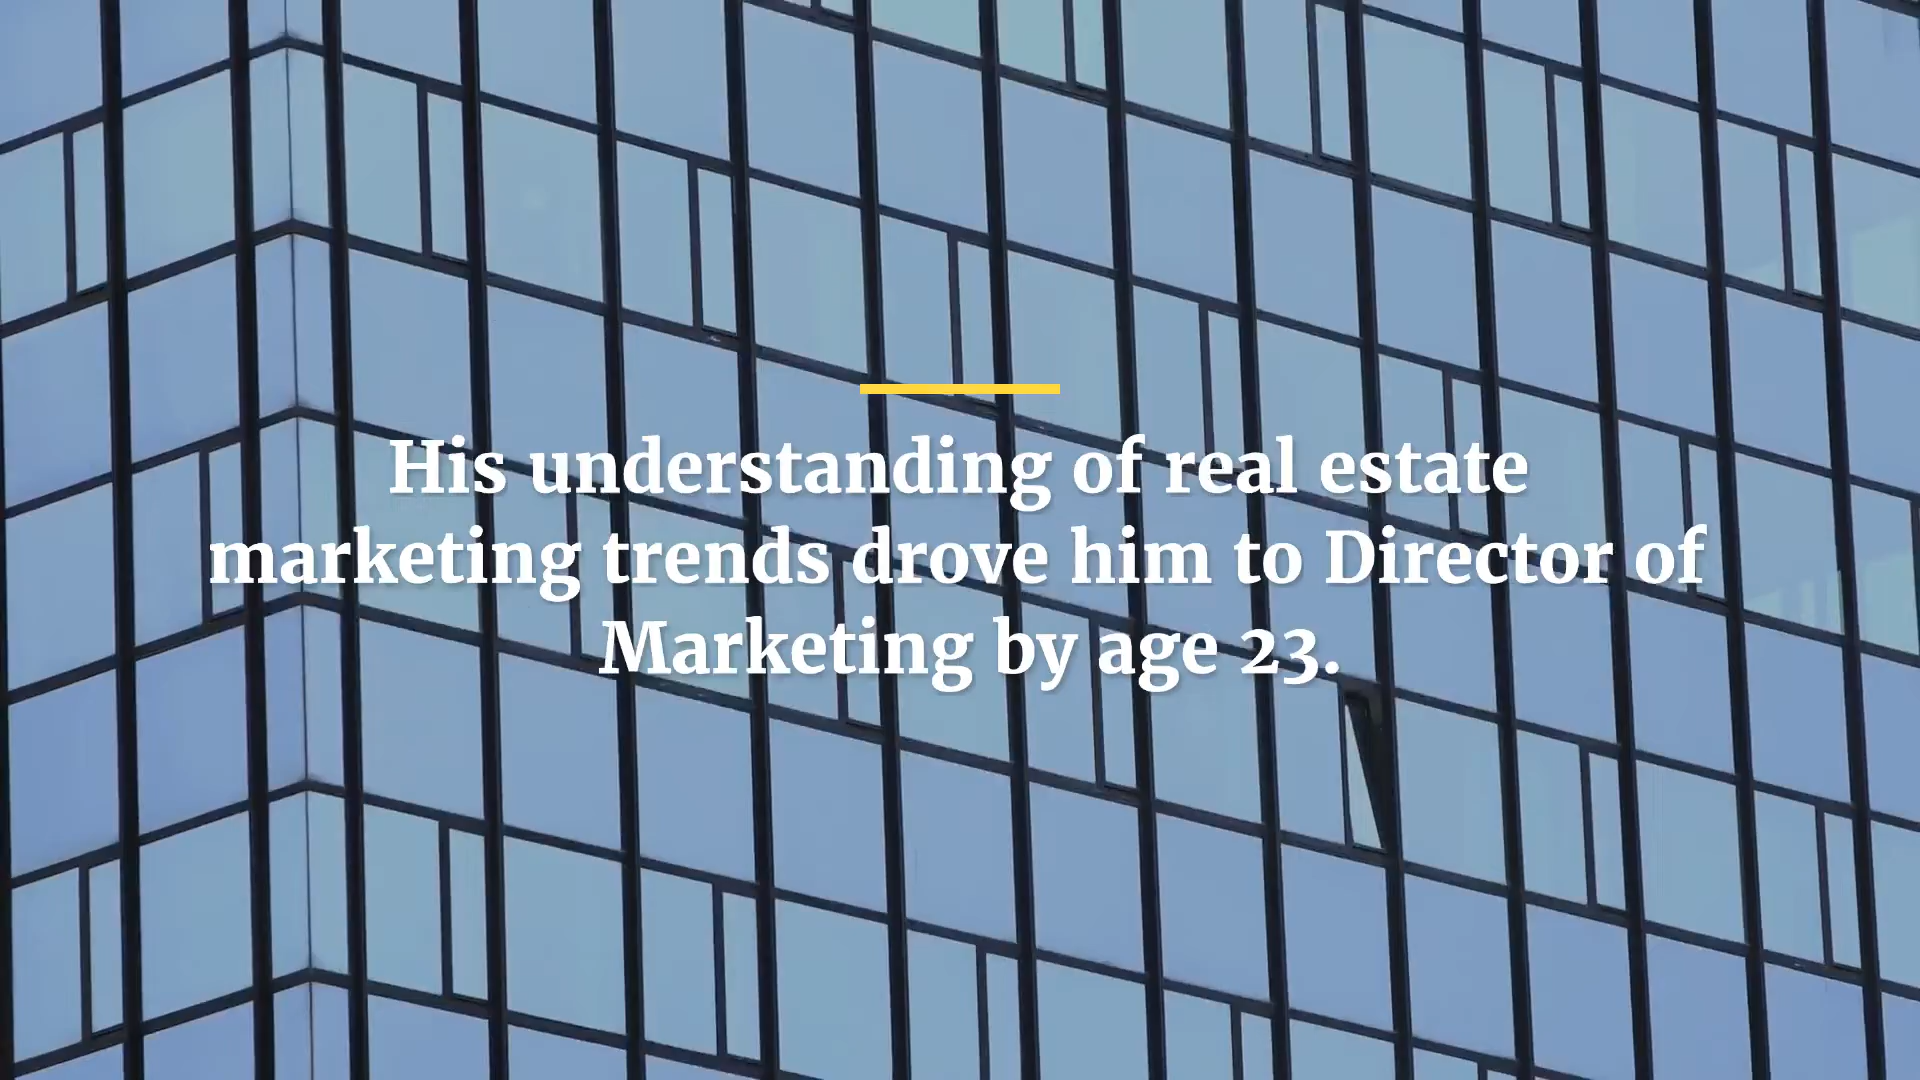 His understanding of real estate
marketing trends drove him to Director of
Marketing by age 23.